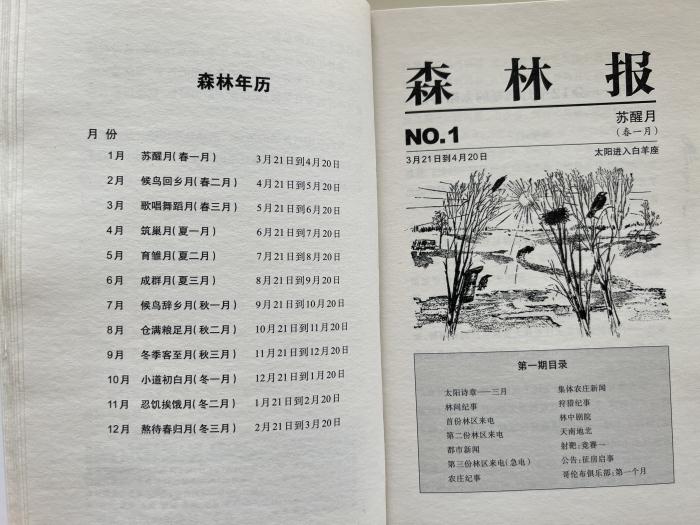 森林年历
月 份
1月 苏醒月(春一月) 3月21日到4月20日
2月 候鸟回乡月(春二月) 4月21日到5月20日
3月 歌唱舞蹈月(春三月) 5月21日到6月20日
4月 筑巢月(夏一月) 6月21日到7月20日
5月 育雏月(夏二月) 7月21日到8月20日
6月 成群月(夏三月) 8月21日到9月20日
7月 候鸟辞乡月(秋一月) 9月21日到10月20日
8月 仓满粮足月(秋二月) 10月21日到11月20日
9月 冬季客至月(秋三月) 11月21日到12月20日
10月 小道初白月(冬一月) 12月21日到1月20日
11月 忍饥挨饿月(冬二月) 1月21日到2月20日
12月 熬待春归月(冬三月) 2月21日到3月20日
森 林 报
NO.1
苏醒月
(春一月)
3月21日到4月20日 太阳进入白羊座
第一期目录
太阳诗章——三月
林间纪事
首份林区来电
第二份林区来电
都市新闻
第三份林区来电(急电)
农庄纪事
集体农庄新闻
狩猎纪事
林中剧院
天南地北
射靶:竞赛一
公告:征房启事
哥伦布俱乐部:第一个月